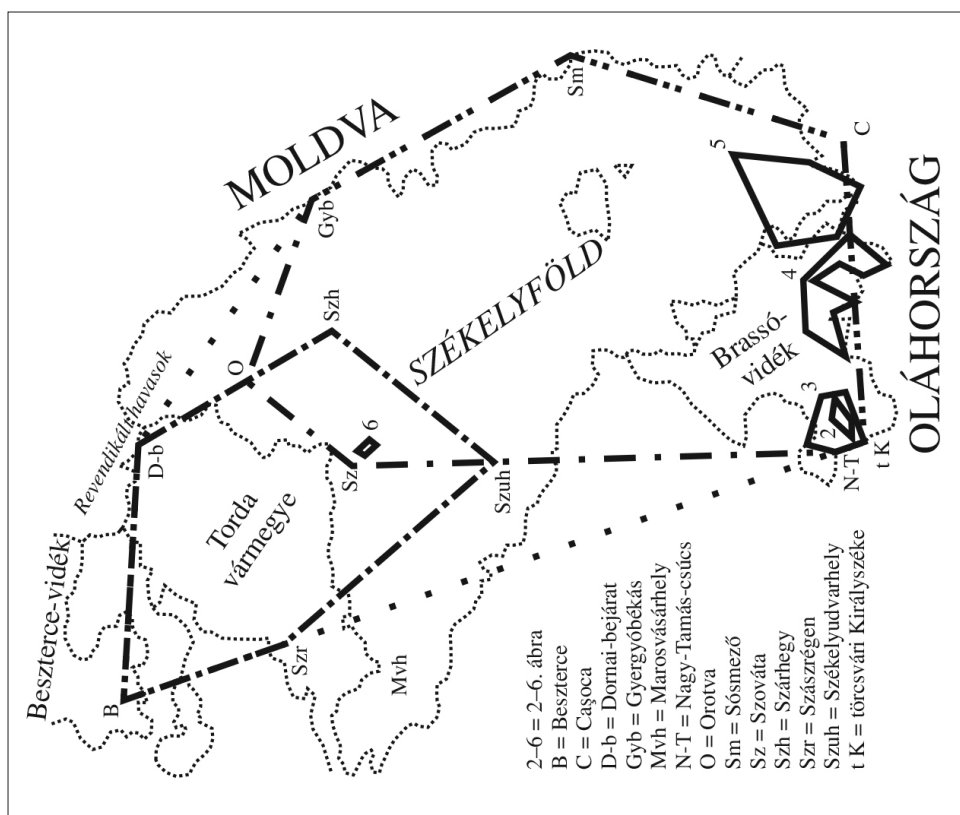 Beszterce-vidék
Revendikált havasok
B
D-b
Torda
vármegye
O
MOLDVA
Gyb
Szr
Szh
Sz
6
Mvh
SZÉKELYFÖLD
Szuh
Sm
Brassó-
vidék
5
4
3
2
N-T
t K
C
OLÁHORSZÁG
2–6 = 2–6. ábra
B = Beszterce
C = Caşoca
D-b = Dornai-bejárat
Gyb = Gyergyóbékás
Mvh = Marosvásárhely
N-T = Nagy-Tamás-csúcs
O = Orotva
Sm = Sósmező
Sz = Szováta
Szh = Szárhegy
Szr = Szászrégen
Szuh = Székelyudvarhely
t K = törcsvári Királyszéke